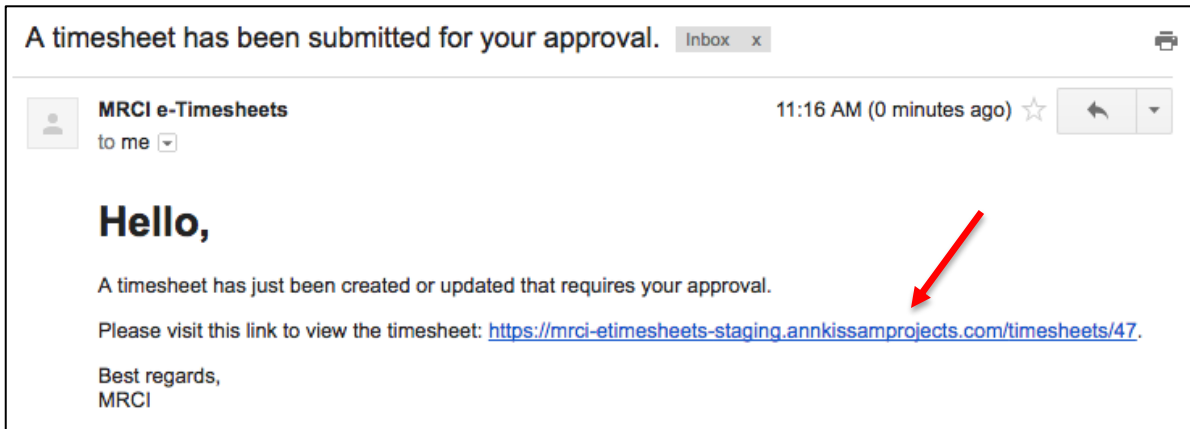 A timesheet has been submitted for your approval. Inbox x
MRCI e-Timesheets 11:16 AM (0 minutes ago)
to me
Hello,
A timesheet has just been created or updated that requires your approval.
Please visit this link to view the timesheet: https://mrci-etimesheets-staging.annkissamprojects.com/timesheets/47.
Best regards,
MRCI